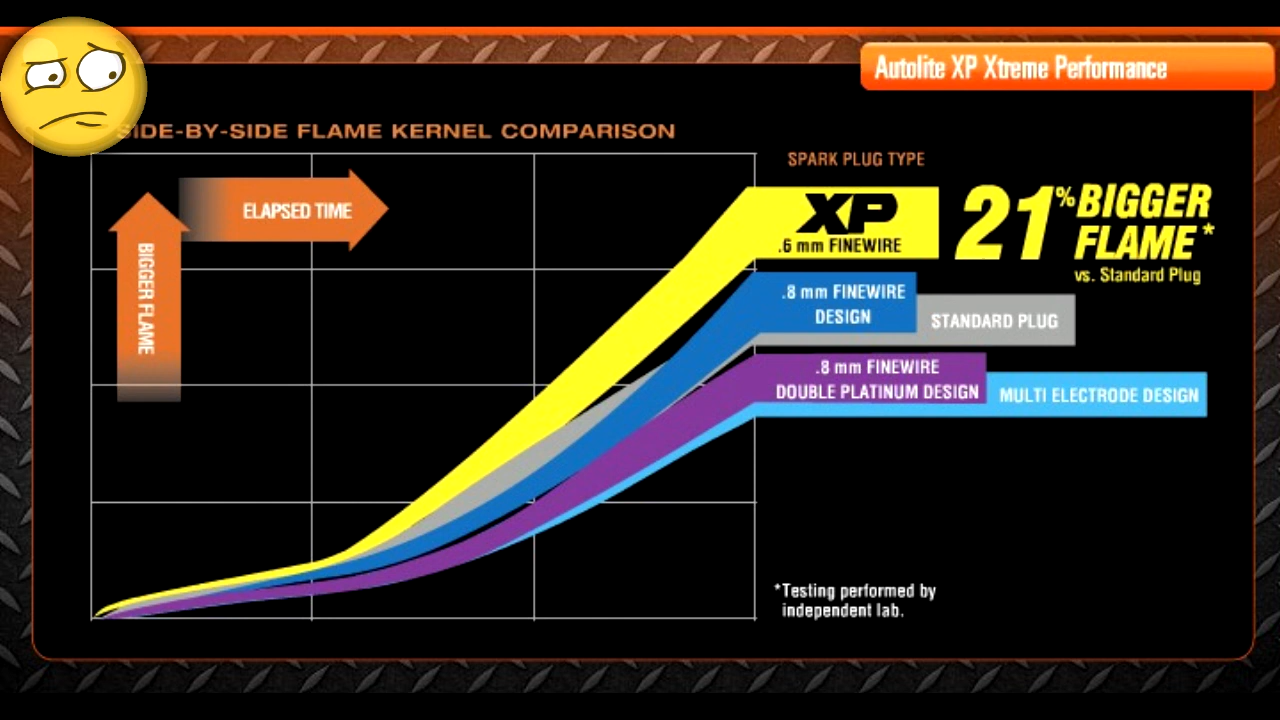 Autolite XP Xtreme Performance
SIDE-BY-SIDE FLAME KERNEL COMPARISON
SPARK PLUG TYPE
ELAPSED TIME
BIGGER FLAME
XP
.6 mm FINEWIRE
21% BIGGER
FLAME*
vs. Standard Plug
.8 mm FINEWIRE
DESIGN
STANDARD PLUG
.8 mm FINEWIRE
DOUBLE PLATINUM DESIGN
MULTI ELECTRODE DESIGN
*Testing performed by
independent lab.